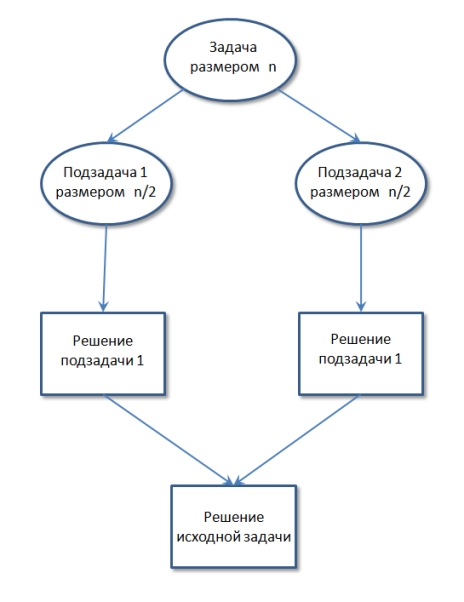 Задача
размером n
Подзадача 1
размером n/2
Подзадача 2
размером n/2
Решение
подзадачи 1
Решение
подзадачи 1
Решение
исходной задачи